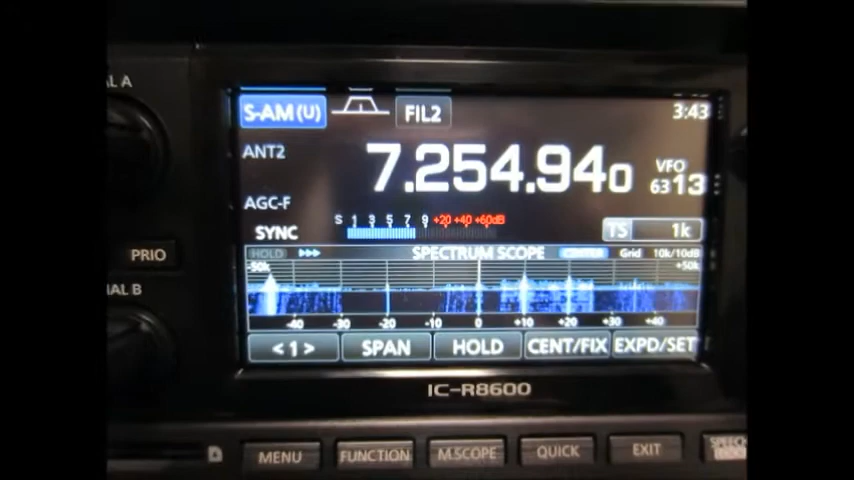 AL A
S-AM(U)
FIL2
3:43
ANT2
7.254.940
VFO
6313
AGC-F
S 1 3 5 7 9 +20 +40 +60dB
SYNC
TS 1k
PRIO
HOLD
SPECTRUM SCOPE
CENTER
Grid 10k/10dB
-50k
+50k
IAL B
-40 -30 -20 -10 0 +10 +20 +30 +40
<1>
SPAN
HOLD
CENT/FIX
EXPD/SET
IC-R8600
MENU
FUNCTION
M.SCOPE
QUICK
EXIT